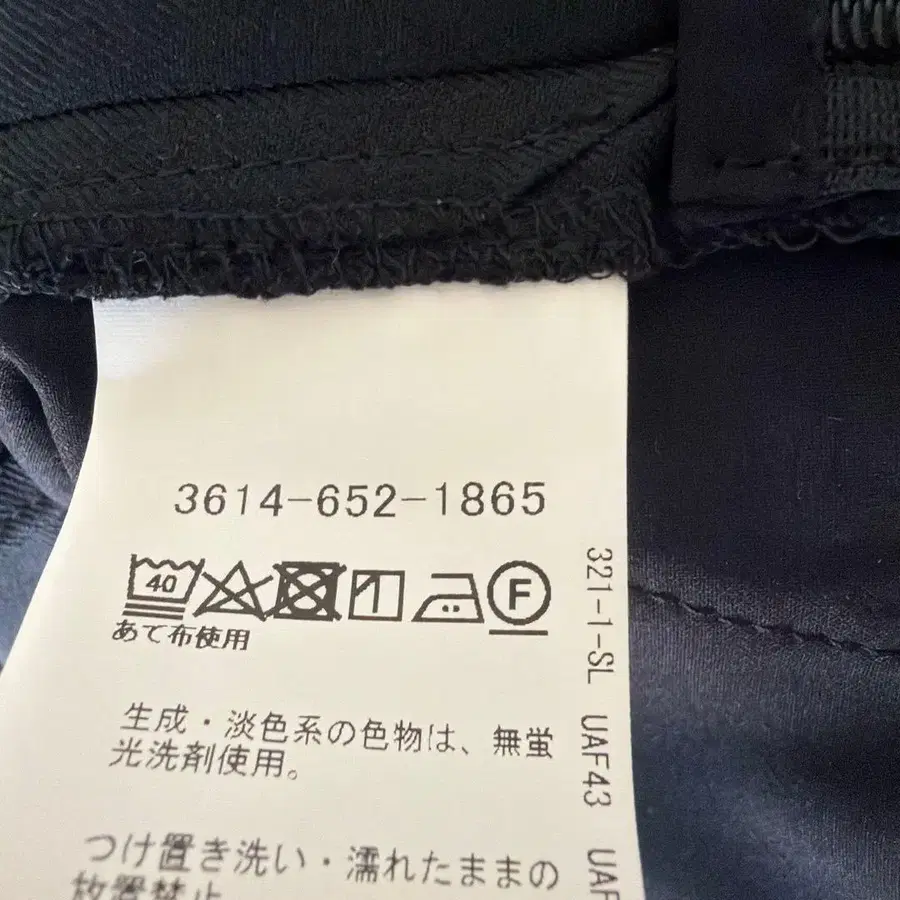 3614-652-1865
40
F
あて布使用
生成・淡色系の色物は、無蛍
光洗剤使用。
つけ置き洗い・濡れたままの
放置禁止
321-1-SL UAF43 UAF